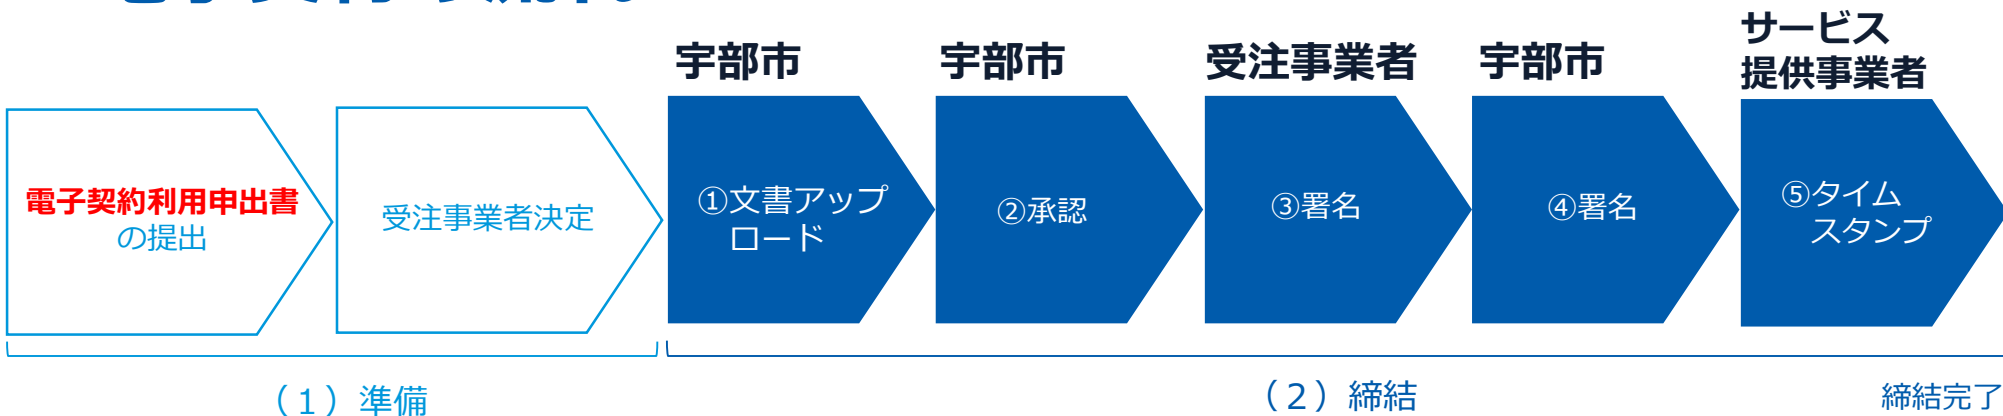 宇部市
宇部市
受注事業者
宇部市
サービス
提供事業者
電子契約利用申出書
の提出
受注事業者決定
①文書アップ
ロード
②承認
③署名
④署名
⑤タイム
スタンプ
（１）準備
（２）締結
締結完了